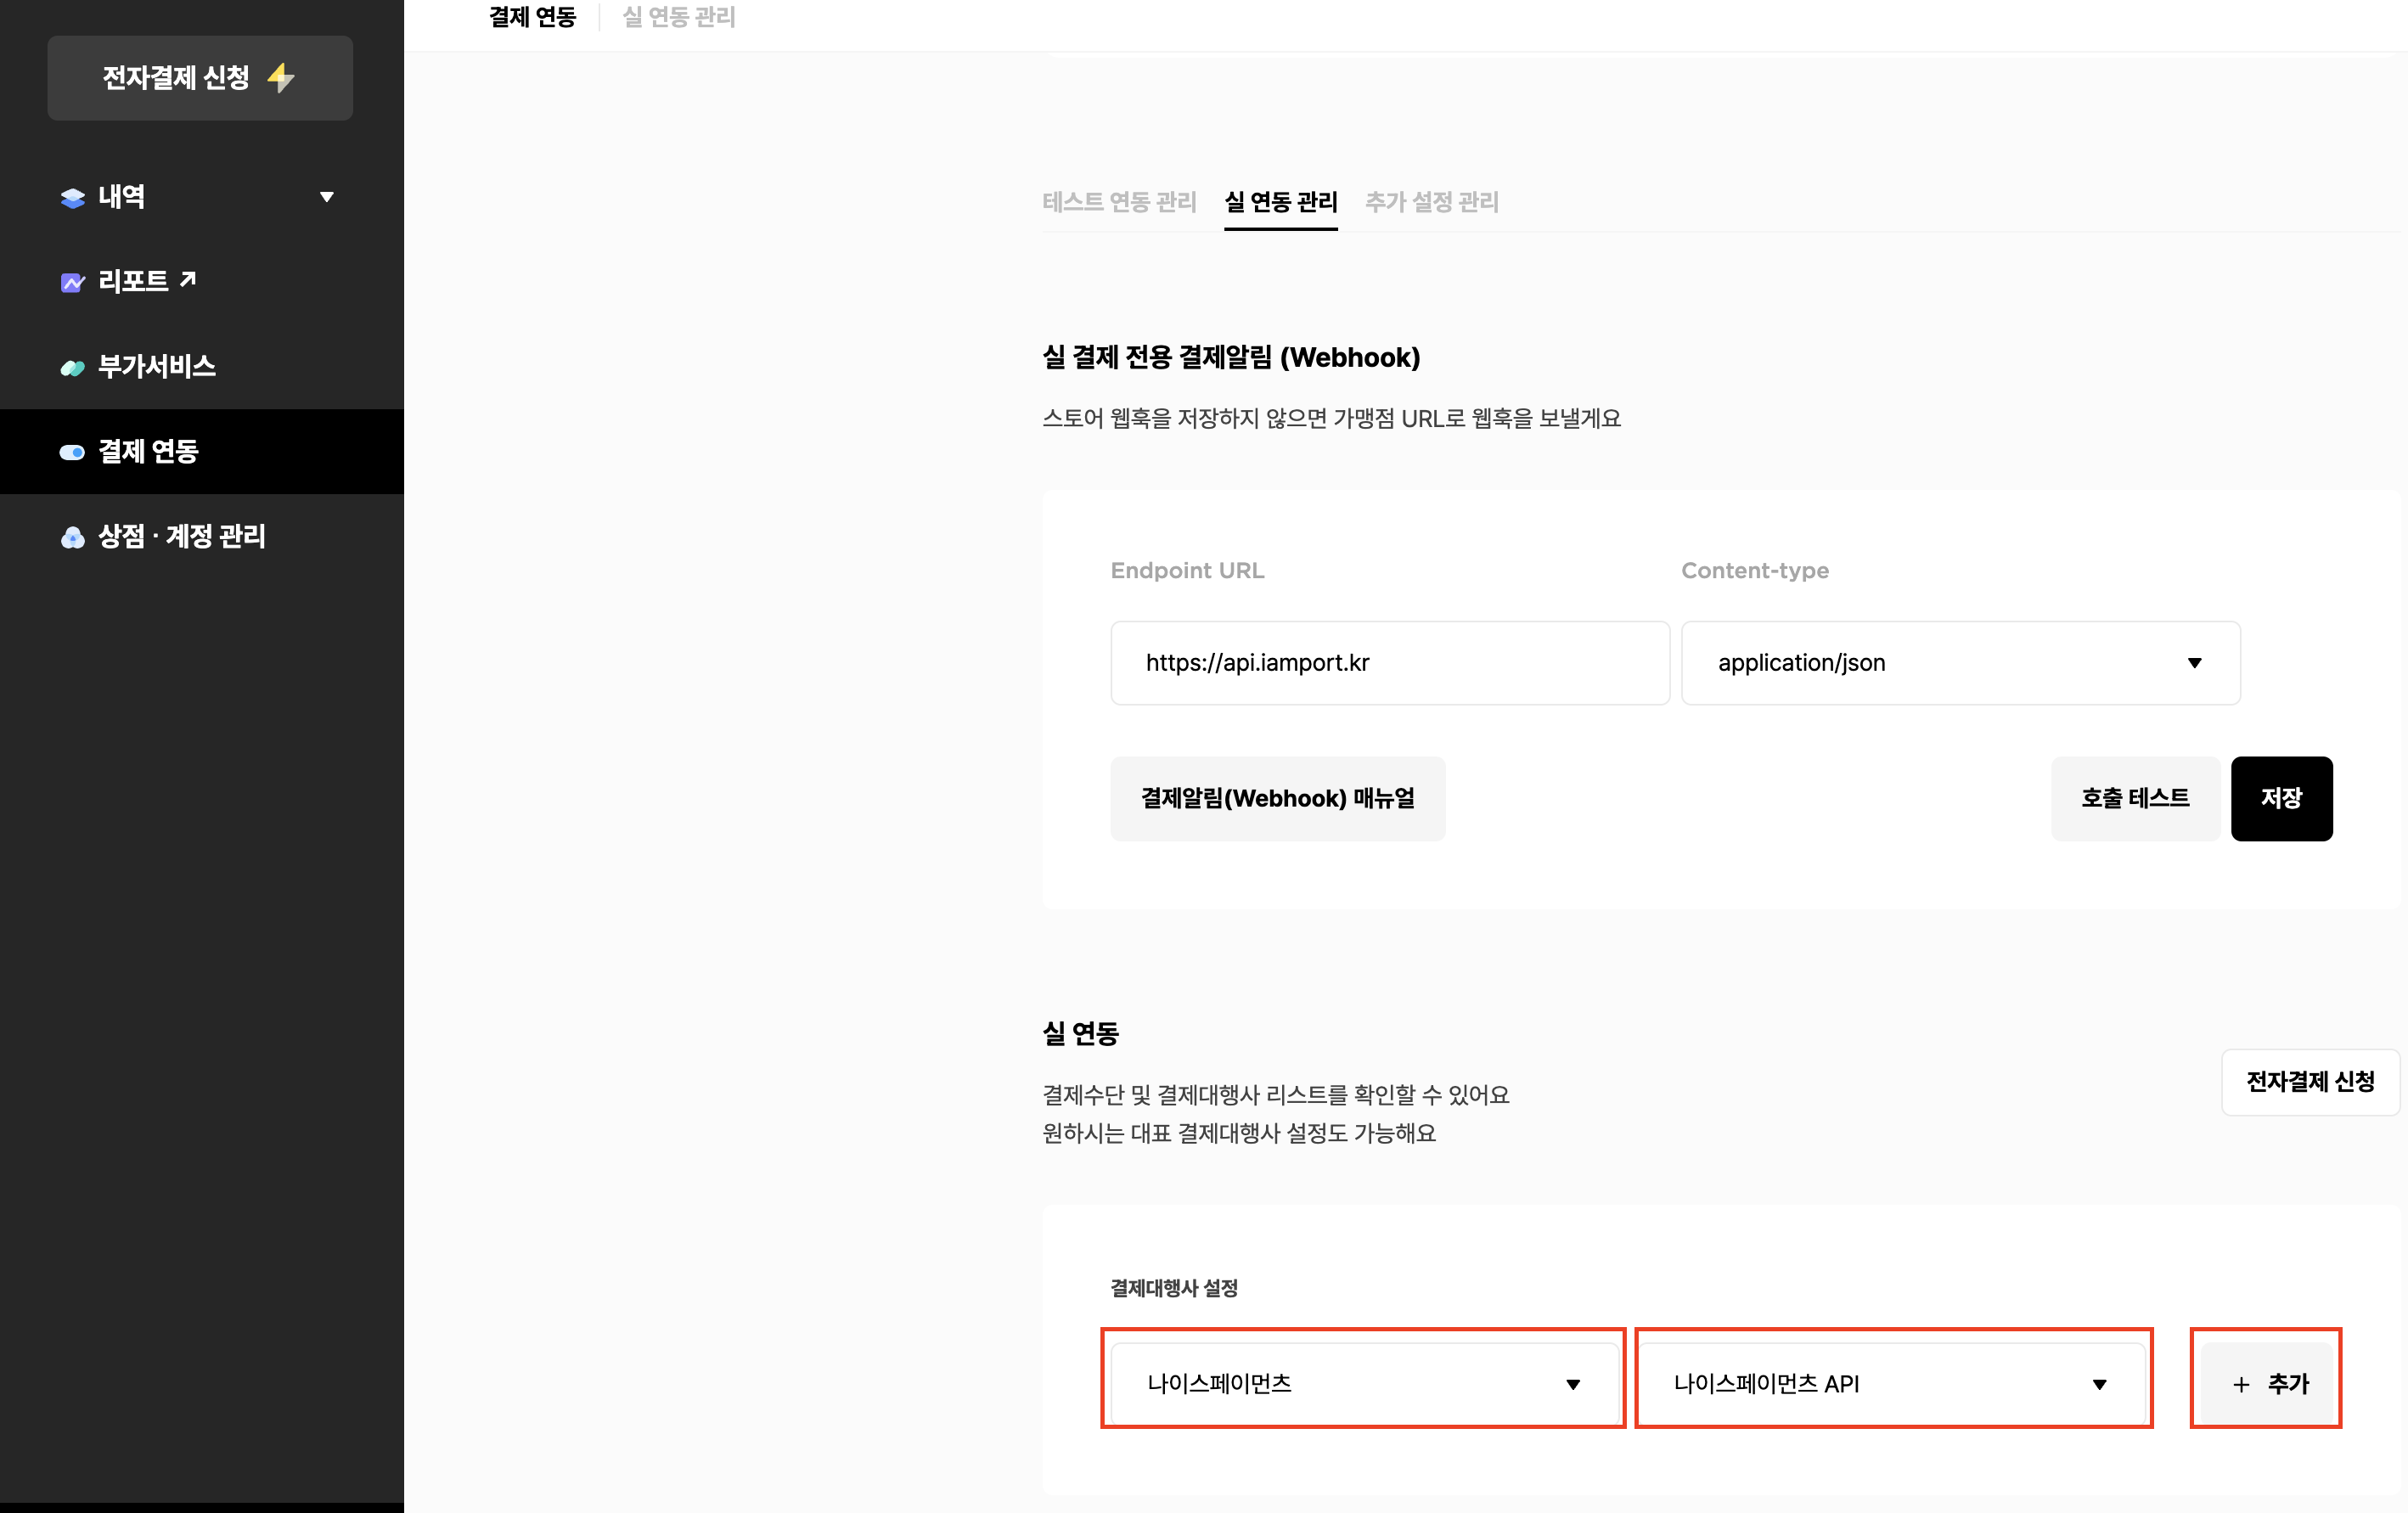 결제 연동
실 연동 관리
전자결제 신청
내역
리포트
부가서비스
결제 연동
상점 · 계정 관리
테스트 연동 관리
실 연동 관리
추가 설정 관리
실 결제 전용 결제알림 (Webhook)
스토어 웹훅을 저장하지 않으면 가맹점 URL로 웹훅을 보낼게요
Endpoint URL
Content-type
https://api.iamport.kr
application/json
결제알림(Webhook) 매뉴얼
호출 테스트
저장
실 연동
결제수단 및 결제대행사 리스트를 확인할 수 있어요
원하시는 대표 결제대행사 설정도 가능해요
전자결제 신청
결제대행사 설정
나이스페이먼츠
나이스페이먼츠 API
+ 추가